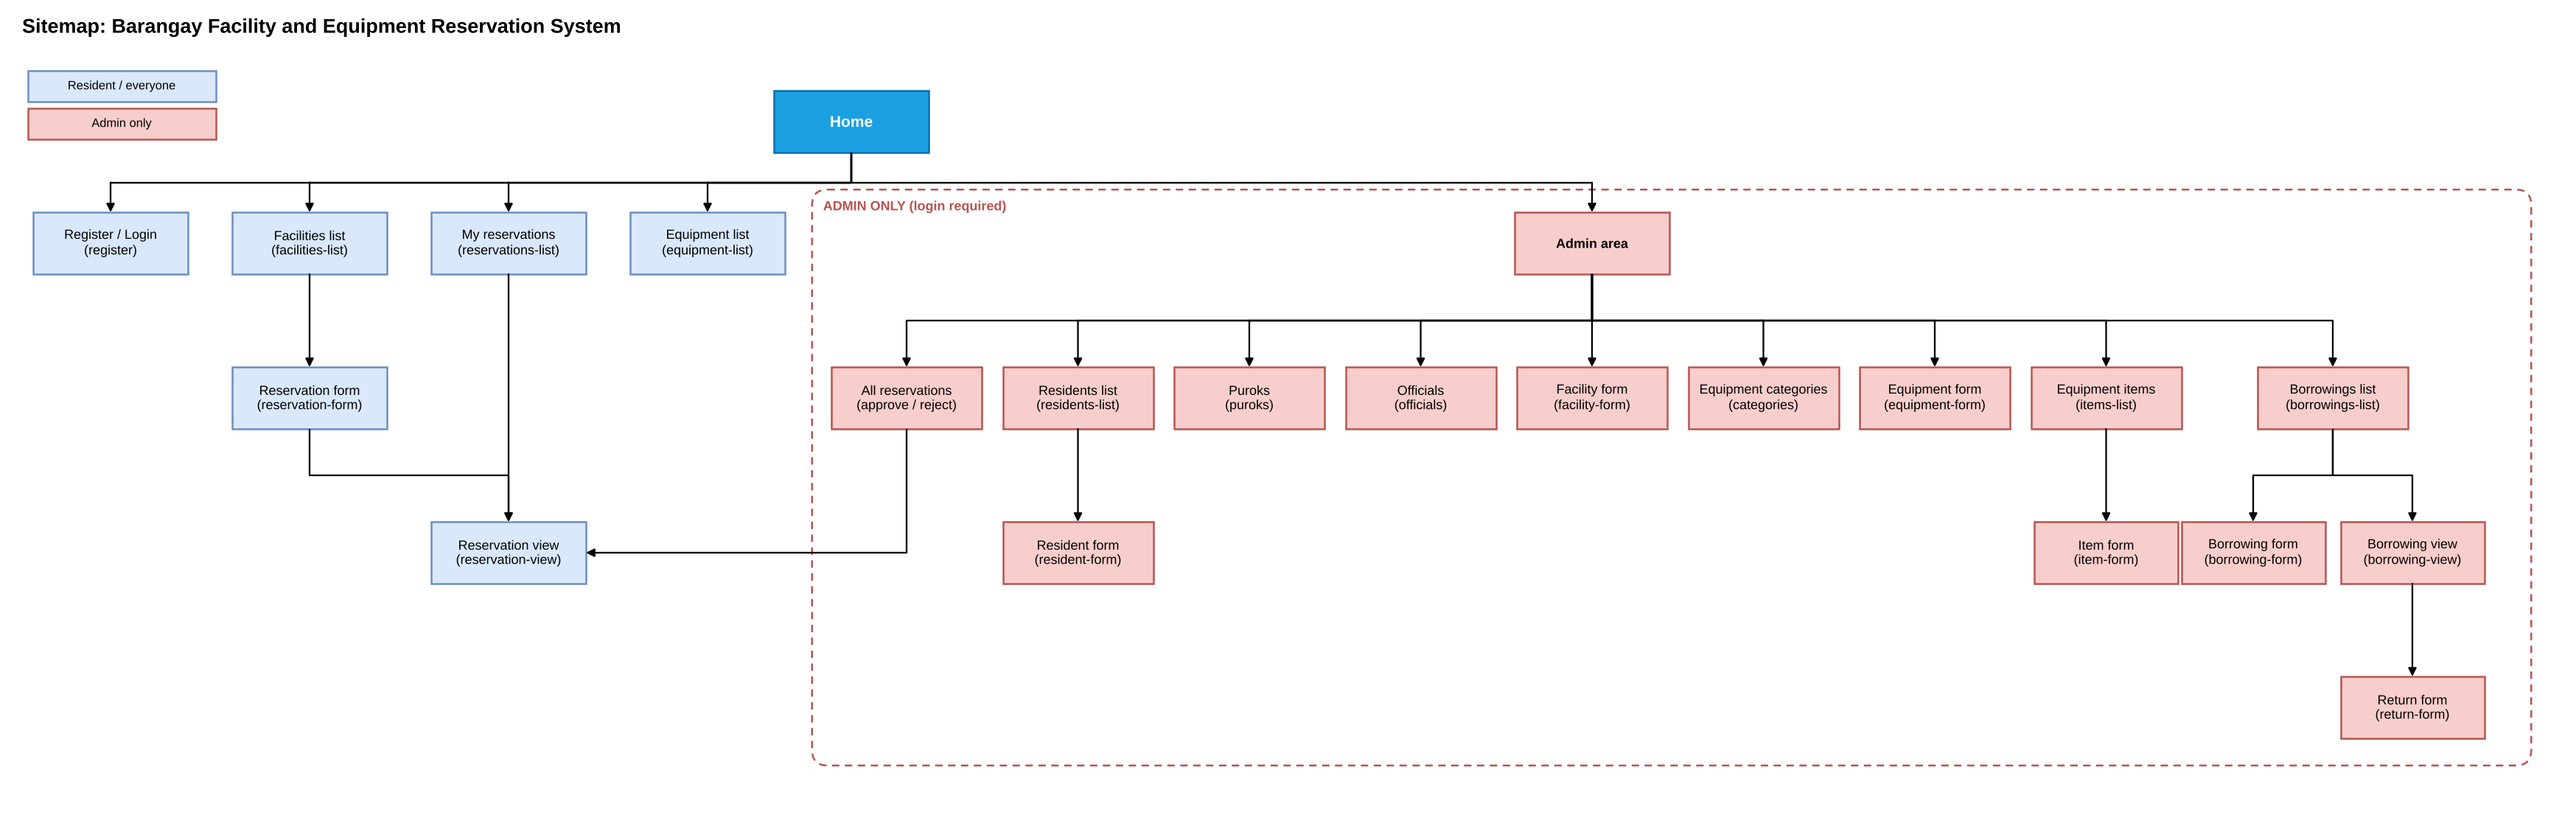 Sitemap: Barangay Facility and Equipment Reservation System
Resident / everyone
Admin only
Home
ADMIN ONLY (login required)
Register / Login
(register)
Facilities list
(facilities-list)
My reservations
(reservations-list)
Equipment list
(equipment-list)
Admin area
Reservation form
(reservation-form)
All reservations
(approve / reject)
Residents list
(residents-list)
Puroks
(puroks)
Officials
(officials)
Facility form
(facility-form)
Equipment categories
(categories)
Equipment form
(equipment-form)
Equipment items
(items-list)
Borrowings list
(borrowings-list)
Reservation view
(reservation-view)
Resident form
(resident-form)
Item form
(item-form)
Borrowing form
(borrowing-form)
Borrowing view
(borrowing-view)
Return form
(return-form)